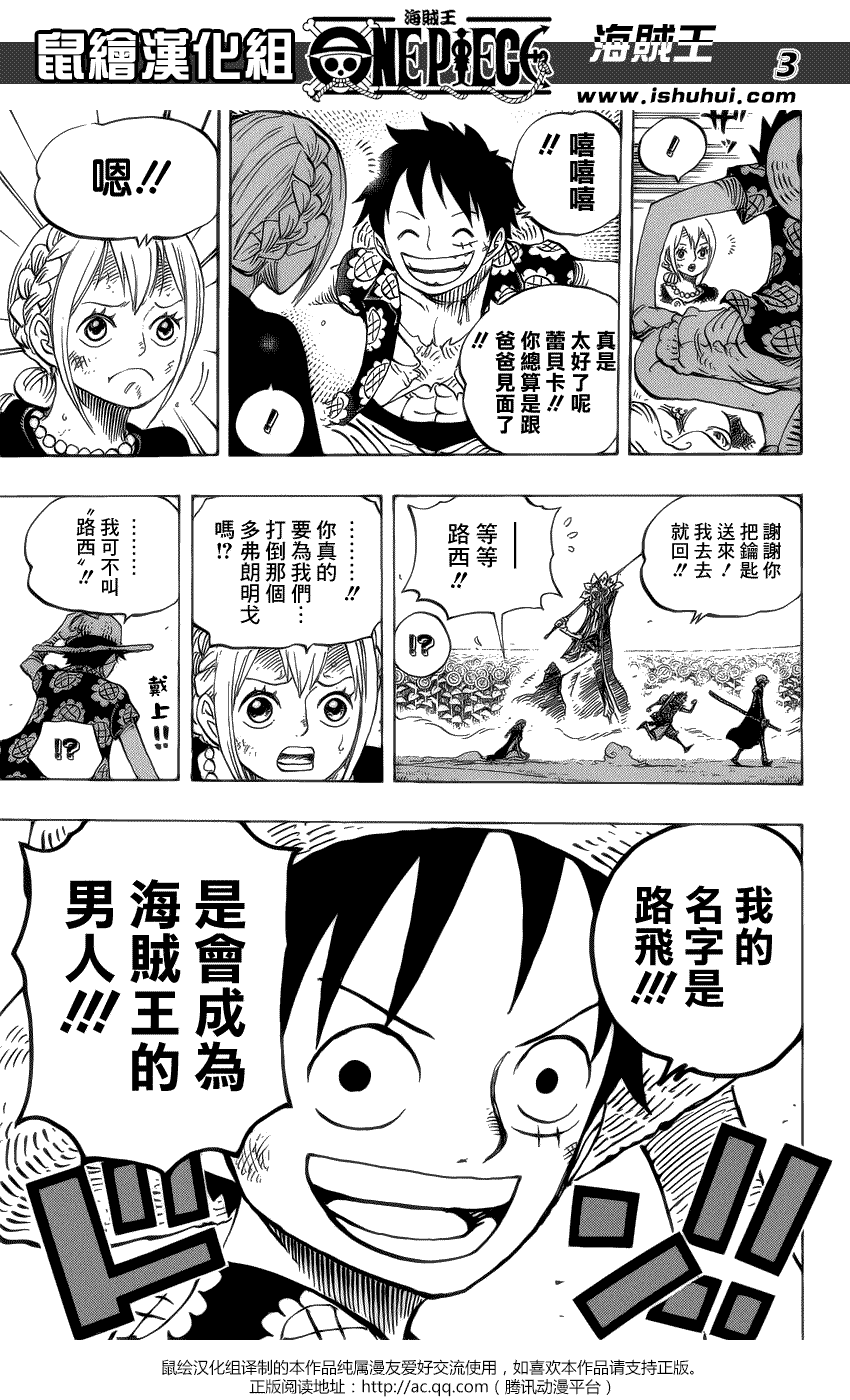 鼠繪漢化組
海賊王
ONE PIECE
海賊王
3
www.ishuhui.com
!
嘻嘻嘻
!!
真是
太好了呢
蕾貝卡!!
你總算是跟
爸爸見面了
!!
!
嗯!!
謝謝你
把鑰匙
送來!
我去去
就回!!
等等
路西!!
!?
………!!
你真的
要為我們…
打倒那個
多弗朗明戈
嗎!?
………
我可不叫
〝路西〞!!
戴上!!
!?
我的
名字是
路飛!!!
是會成為
海賊王的
男人!!!
ドン!!
鼠绘汉化组译制的本作品纯属漫友爱好交流使用，如喜欢本作品请支持正版。
正版阅读地址：http://ac.qq.com（腾讯动漫平台）